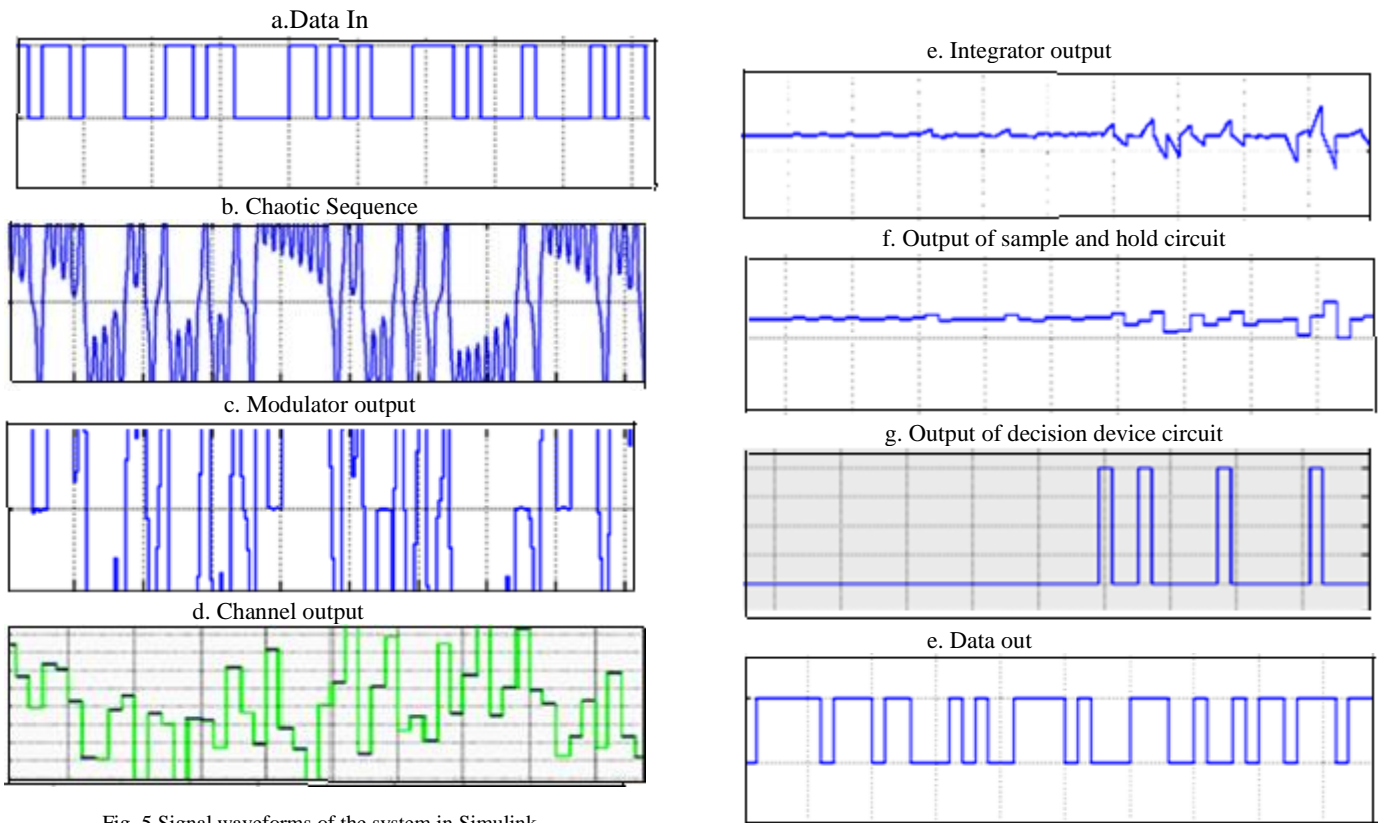 a.Data In
b. Chaotic Sequence
c. Modulator output
d. Channel output
Fig. 5 Signal waveforms of the system in Simulink
e. Integrator output
f. Output of sample and hold circuit
g. Output of decision device circuit
e. Data out